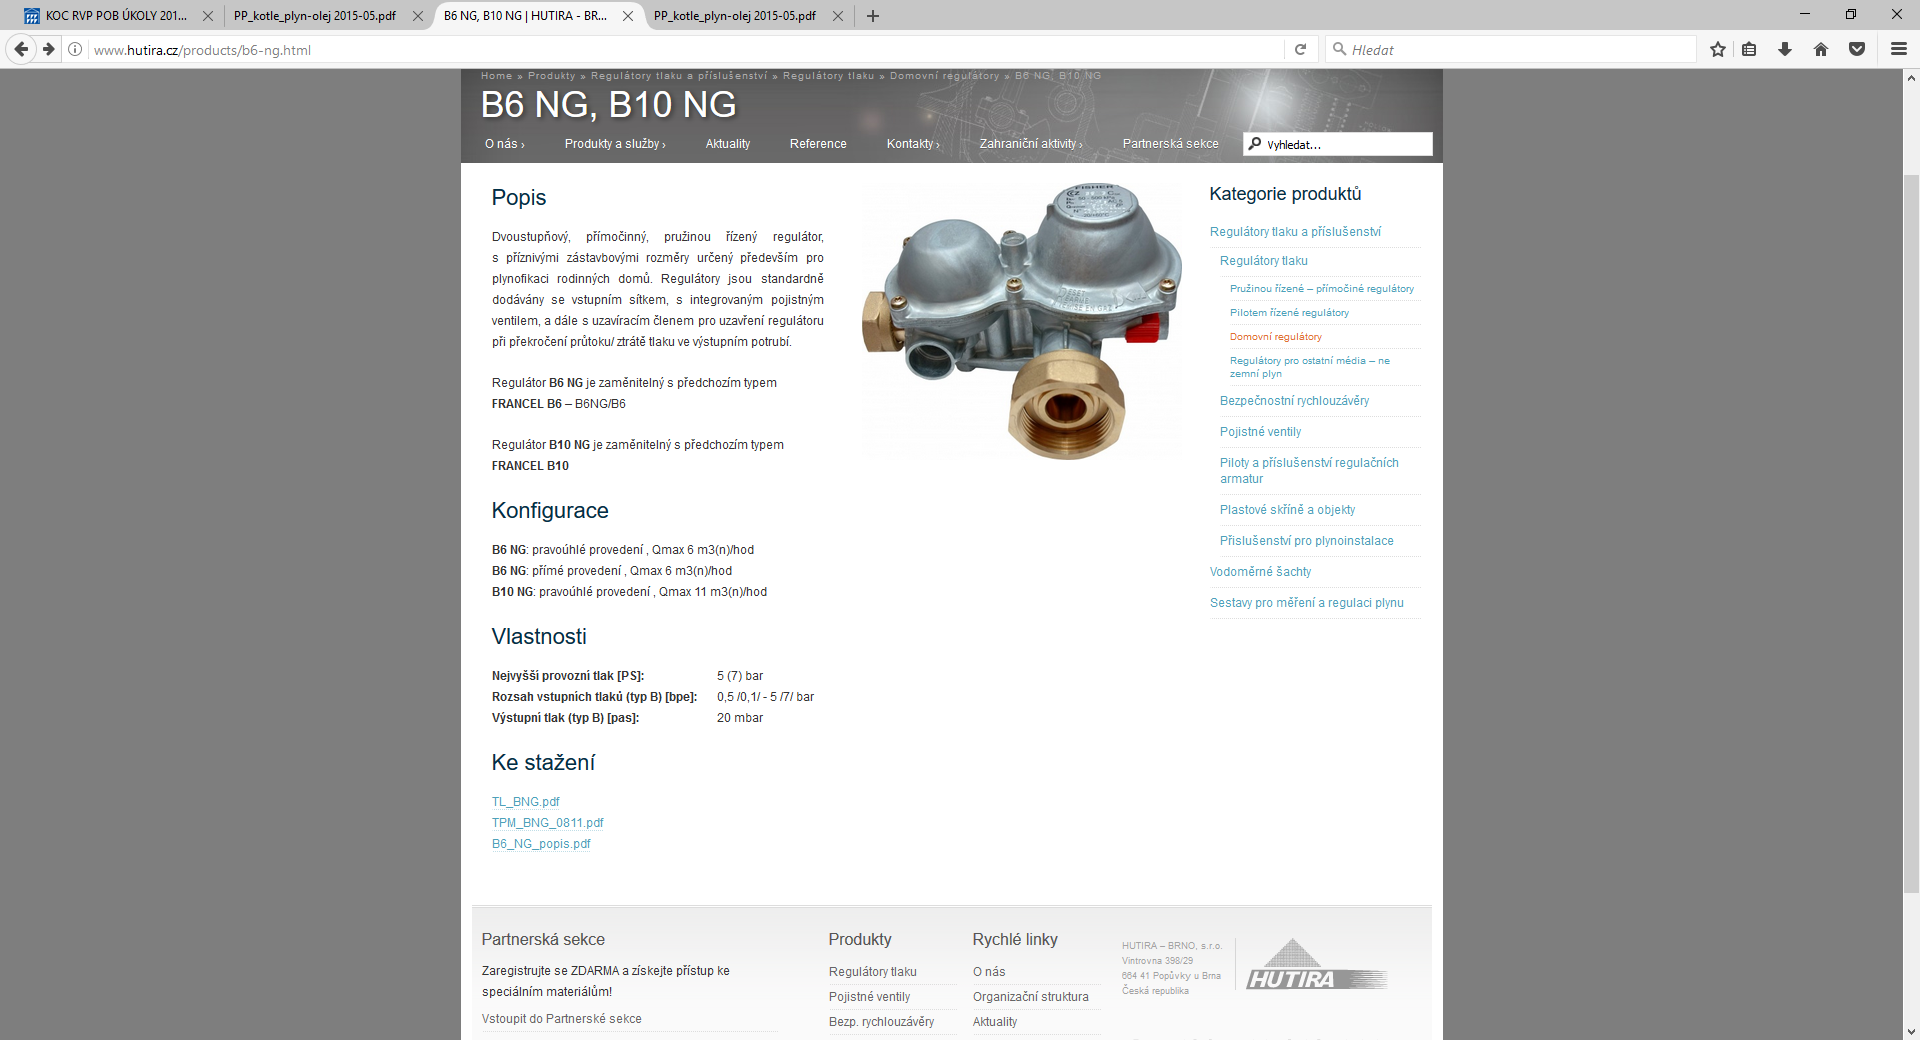 KOC RVP POB ÚKOLY 201...
PP_kotle_plyn-olej 2015-05.pdf
B6 NG, B10 NG | HUTIRA - BR...
PP_kotle_plyn-olej 2015-05.pdf
www.hutira.cz/products/b6-ng.html
Hledat
Home » Produkty » Regulátory tlaku a příslušenství » Regulátory tlaku » Domovní regulátory » B6 NG, B10 NG
B6 NG, B10 NG
O nás ›
Produkty a služby ›
Aktuality
Reference
Kontakty ›
Zahraniční aktivity ›
Partnerská sekce
Vyhledat...
Popis
Dvoustupňový, přímočinný, pružinou řízený regulátor,
s příznivými zástavbovými rozměry určený především pro
plynofikaci rodinných domů. Regulátory jsou standardně
dodávány se vstupním sítkem, s integrovaným pojistným
ventilem, a dále s uzavíracím členem pro uzavření regulátoru
při překročení průtoku/ ztrátě tlaku ve výstupním potrubí.
Regulátor B6 NG je zaměnitelný s předchozím typem
FRANCEL B6 – B6NG/B6
Regulátor B10 NG je zaměnitelný s předchozím typem
FRANCEL B10
Konfigurace
B6 NG: pravoúhlé provedení , Qmax 6 m3(n)/hod
B6 NG: přímé provedení , Qmax 6 m3(n)/hod
B10 NG: pravoúhlé provedení , Qmax 11 m3(n)/hod
Vlastnosti
Nejvyšší provozní tlak [PS]: 5 (7) bar
Rozsah vstupních tlaků (typ B) [bpe]: 0,5 /0,1/ - 5 /7/ bar
Výstupní tlak (typ B) [pas]: 20 mbar
Ke stažení
TL_BNG.pdf
TPM_BNG_0811.pdf
B6_NG_popis.pdf
FISHER
Kategorie produktů
Regulátory tlaku a příslušenství
Regulátory tlaku
Pružinou řízené – přímočiné regulátory
Pilotem řízené regulátory
Domovní regulátory
Regulátory pro ostatní média – ne
zemní plyn
Bezpečnostní rychlouzávěry
Pojistné ventily
Piloty a příslušenství regulačních
armatur
Plastové skříně a objekty
Přislušenství pro plynoinstalace
Vodoměrné šachty
Sestavy pro měření a regulaci plynu
Partnerská sekce
Zaregistrujte se ZDARMA a získejte přístup ke
speciálním materiálům!
Vstoupit do Partnerské sekce
Produkty
Regulátory tlaku
Pojistné ventily
Bezp. rychlouzávěry
Rychlé linky
O nás
Organizační struktura
Aktuality
HUTIRA – BRNO, s.r.o.
Vintrovna 398/29
664 41 Popůvky u Brna
Česká republika
HUTIRA